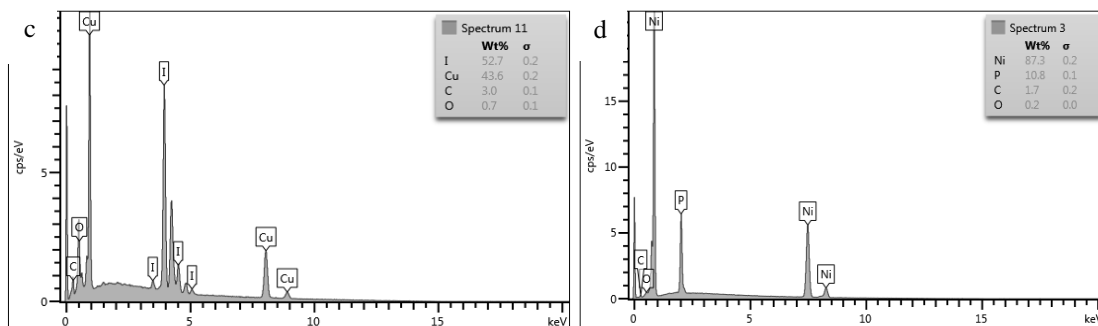 c
Spectrum 11
Wt% σ
I 52.7 0.2
Cu 43.6 0.2
C 3.0 0.1
O 0.7 0.1
cps/eV
5
0
Cu
I
O
C
I
I
I
Cu
Cu
0 5 10 15 keV
d
Spectrum 3
Wt% σ
Ni 87.3 0.2
P 10.8 0.1
C 1.7 0.2
O 0.2 0.0
cps/eV
15
10
5
0
Ni
P
C
O
Ni
Ni
0 5 10 15 keV